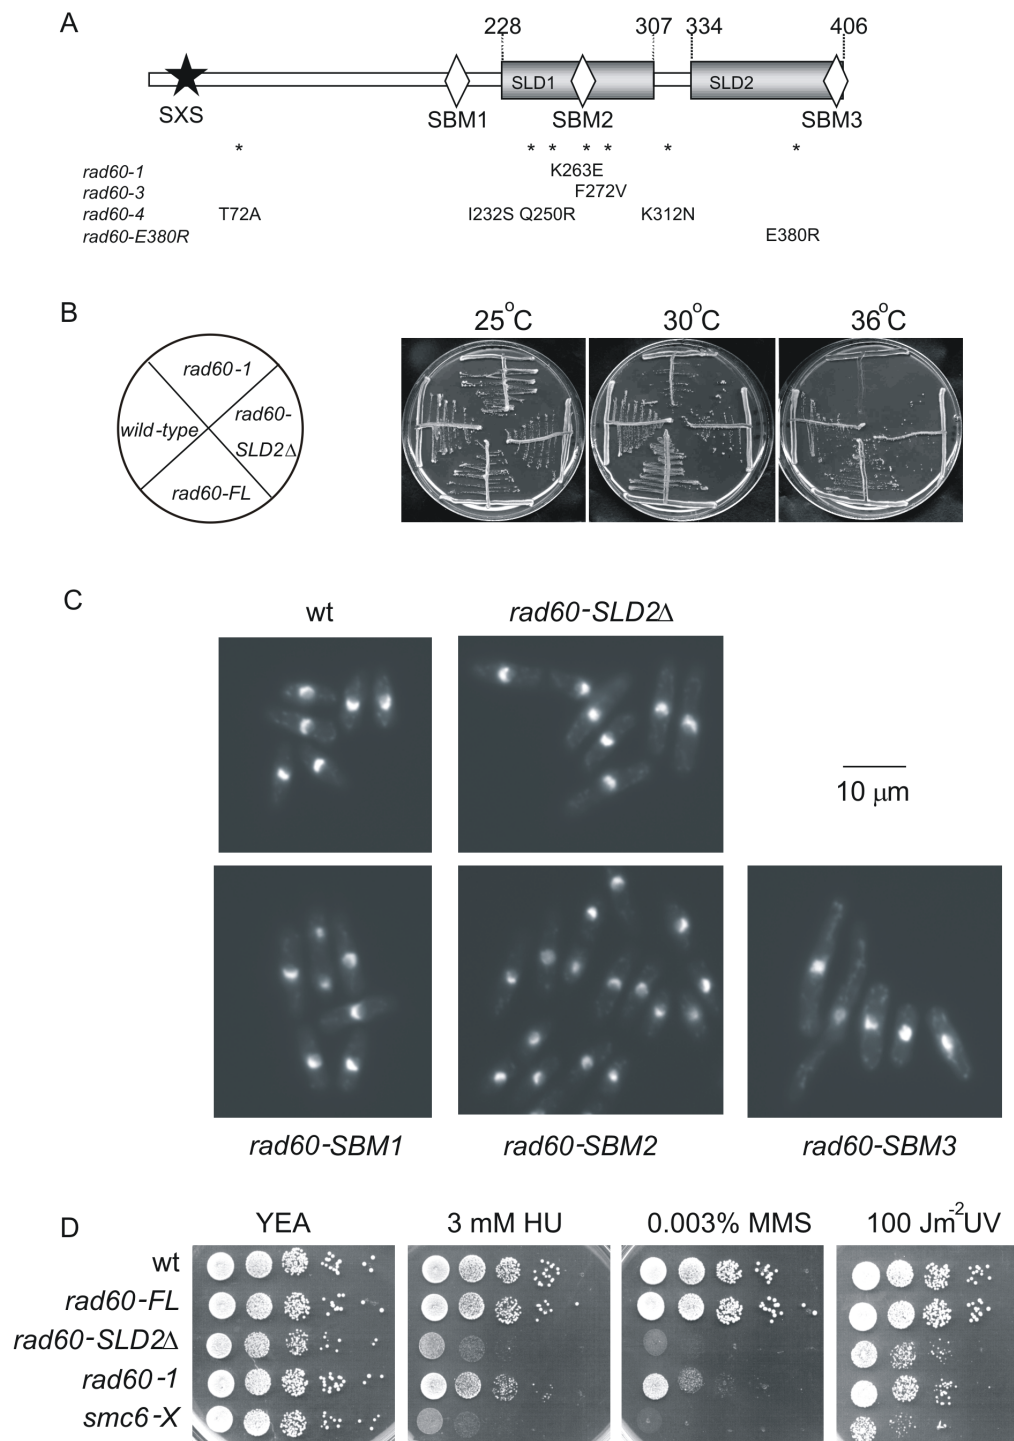 A
228 307 334 406
SLD1 SLD2
SXS SBM1 SBM2 SBM3
* * * * * * *
rad60-1 K263E
rad60-3 F272V
rad60-4 T72A I232S Q250R K312N
rad60-E380R E380R
B
25°C 30°C 36°C
rad60-1
wild-type
rad60-SLD2Δ
rad60-FL
C
wt rad60-SLD2Δ
10 μm
rad60-SBM1 rad60-SBM2 rad60-SBM3
D
YEA 3 mM HU 0.003% MMS 100 Jm⁻²UV
wt
rad60-FL
rad60-SLD2Δ
rad60-1
smc6-X